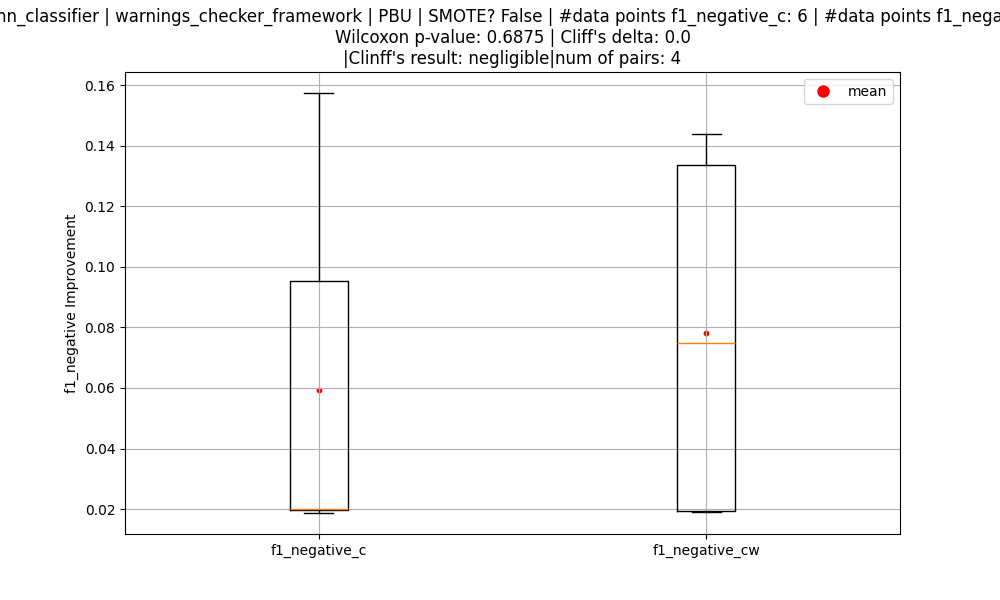 nn_classifier | warnings_checker_framework | PBU | SMOTE? False | #data points f1_negative_c: 6 | #data points f1_nega
Wilcoxon p-value: 0.6875 | Cliff's delta: 0.0
|Clinff's result: negligible|num of pairs: 4
mean
0.16
0.14
0.12
0.10
0.08
0.06
0.04
0.02
f1_negative Improvement
f1_negative_c
f1_negative_cw